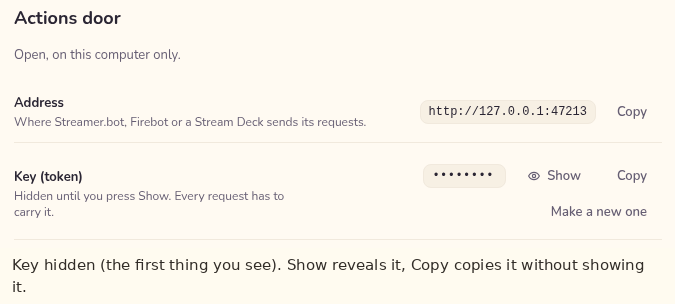 Actions door
Open, on this computer only.
Address
Where Streamer.bot, Firebot or a Stream Deck sends its requests.
http://127.0.0.1:47213
Copy
Key (token)
Hidden until you press Show. Every request has to
carry it.
••••••••
Show
Copy
Make a new one
Key hidden (the first thing you see). Show reveals it, Copy copies it without showing
it.